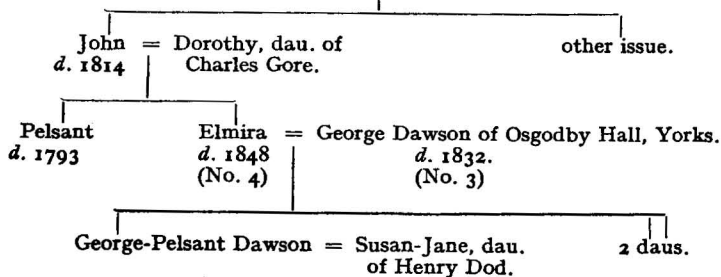 John = Dorothy, dau. of other issue.
d. 1814 Charles Gore.
Pelsant Elmira = George Dawson of Osgodby Hall, Yorks.
d. 1793 d. 1848 d. 1832.
(No. 4) (No. 3)
George-Pelsant Dawson = Susan-Jane, dau. 2 daus.
of Henry Dod.